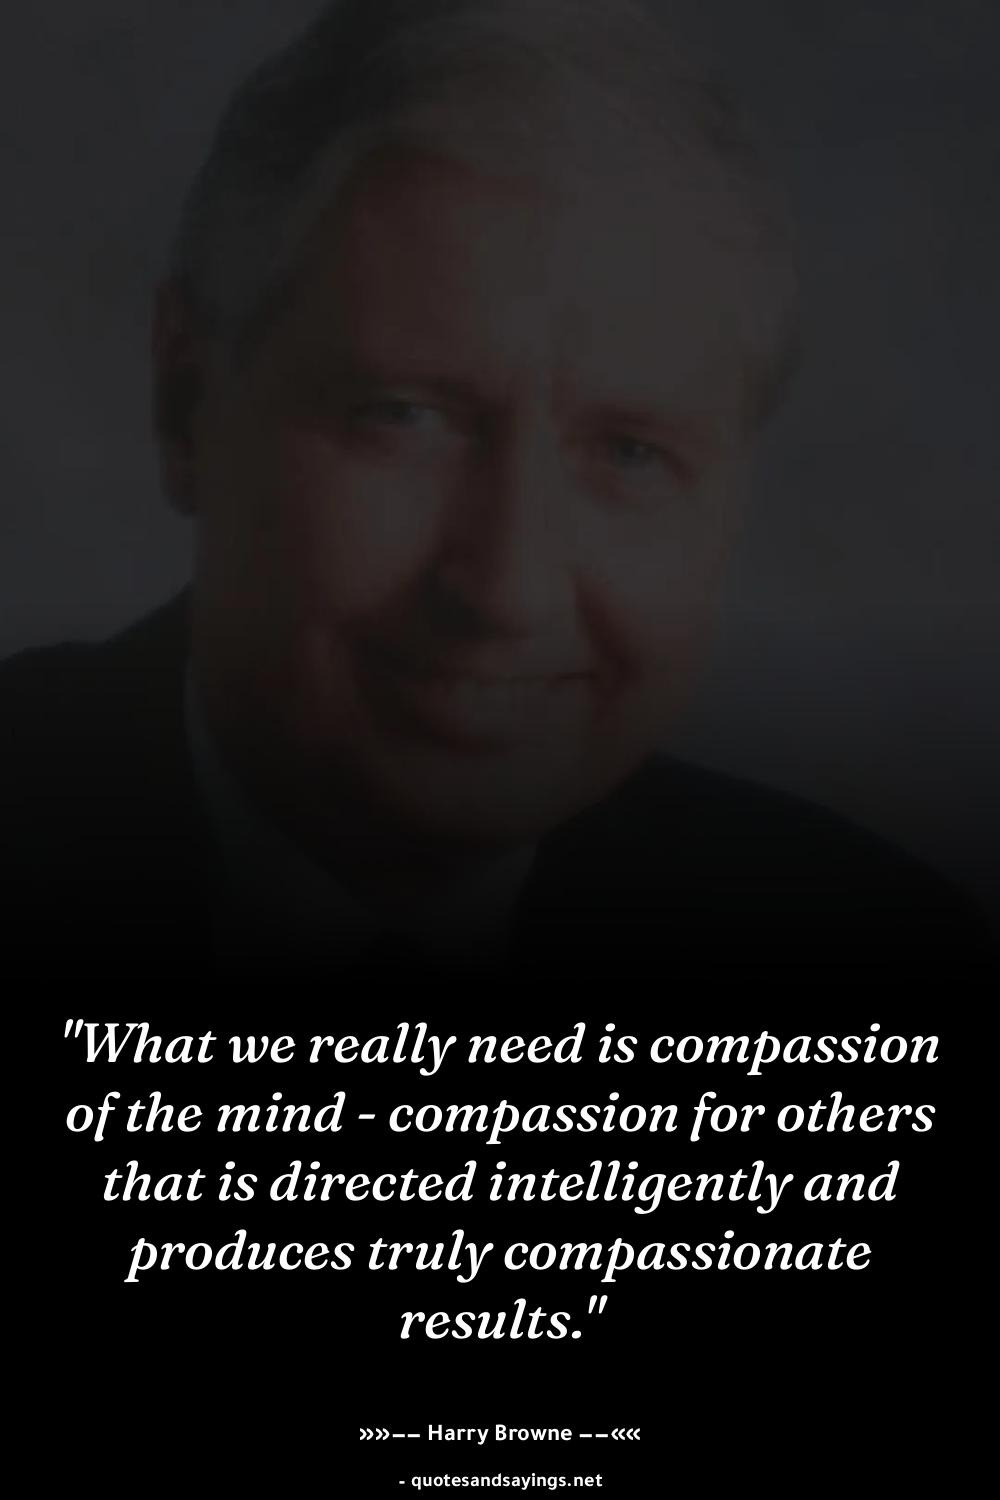 "What we really need is compassion
of the mind - compassion for others
that is directed intelligently and
produces truly compassionate
results."
»»−− Harry Browne −−««
- quotesandsayings.net